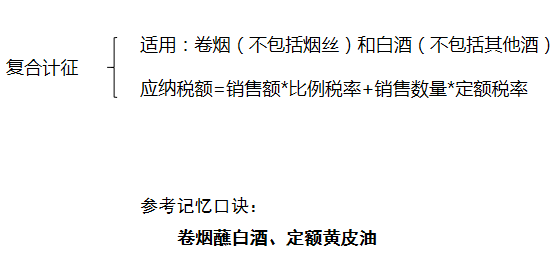 适用：卷烟（不包括烟丝）和白酒（不包括其他酒）
复合计征
应纳税额=销售额*比例税率+销售数量*定额税率
参考记忆口诀：
卷烟蘸白酒、定额黄皮油